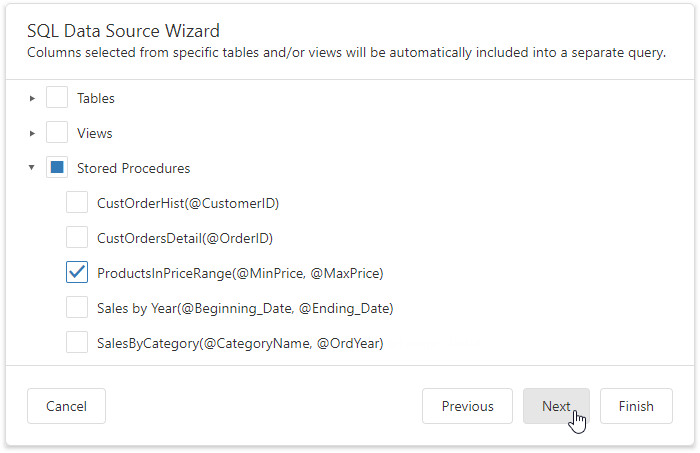 SQL Data Source Wizard
Columns selected from specific tables and/or views will be automatically included into a separate query.
Tables
Views
Stored Procedures
CustOrderHist(@CustomerID)
CustOrdersDetail(@OrderID)
ProductsInPriceRange(@MinPrice, @MaxPrice)
Sales by Year(@Beginning_Date, @Ending_Date)
SalesByCategory(@CategoryName, @OrdYear)
Cancel Previous Next Finish